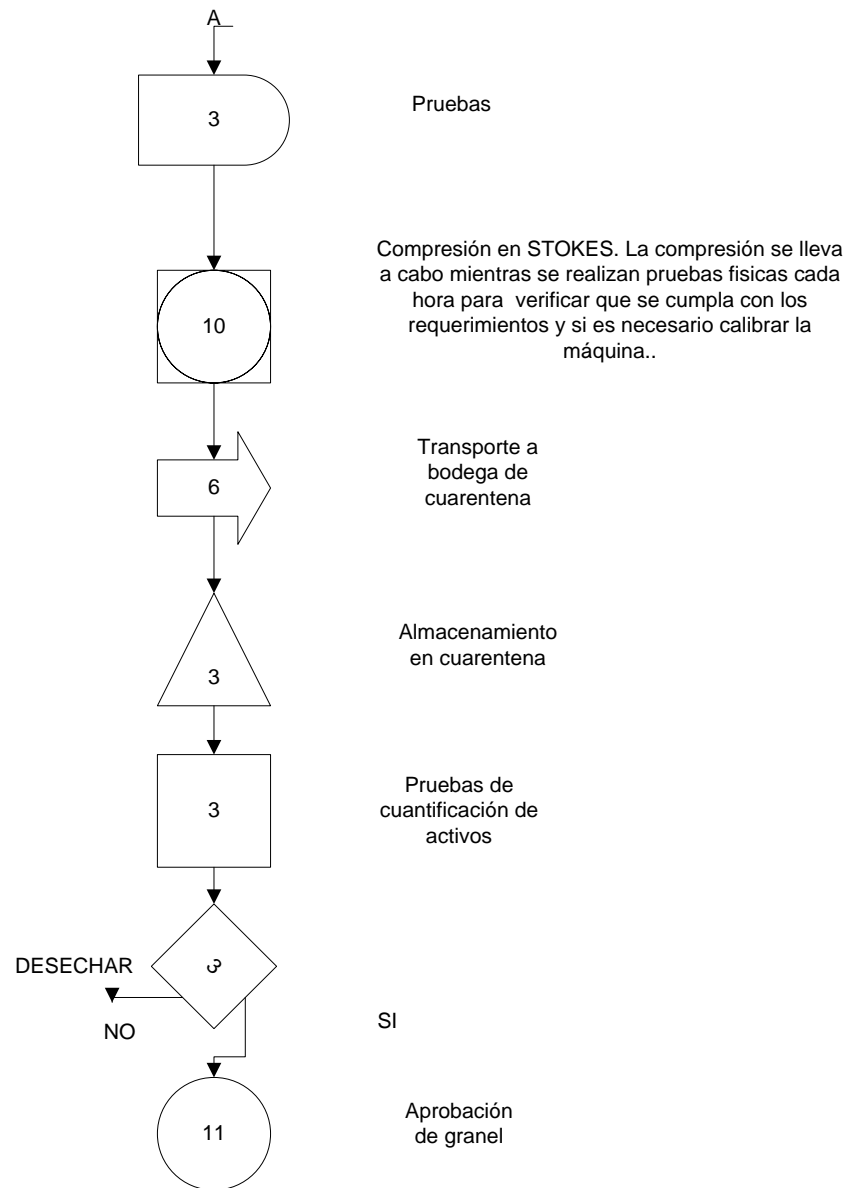 A
3
Pruebas
Compresión en STOKES. La compresión se lleva
a cabo mientras se realizan pruebas fisicas cada
hora para verificar que se cumpla con los
requerimientos y si es necesario calibrar la
máquina..
10
Transporte a
bodega de
cuarentena
6
Almacenamiento
en cuarentena
3
Pruebas de
cuantificación de
activos
3
DESECHAR
3
NO
SI
Aprobación
de granel
11